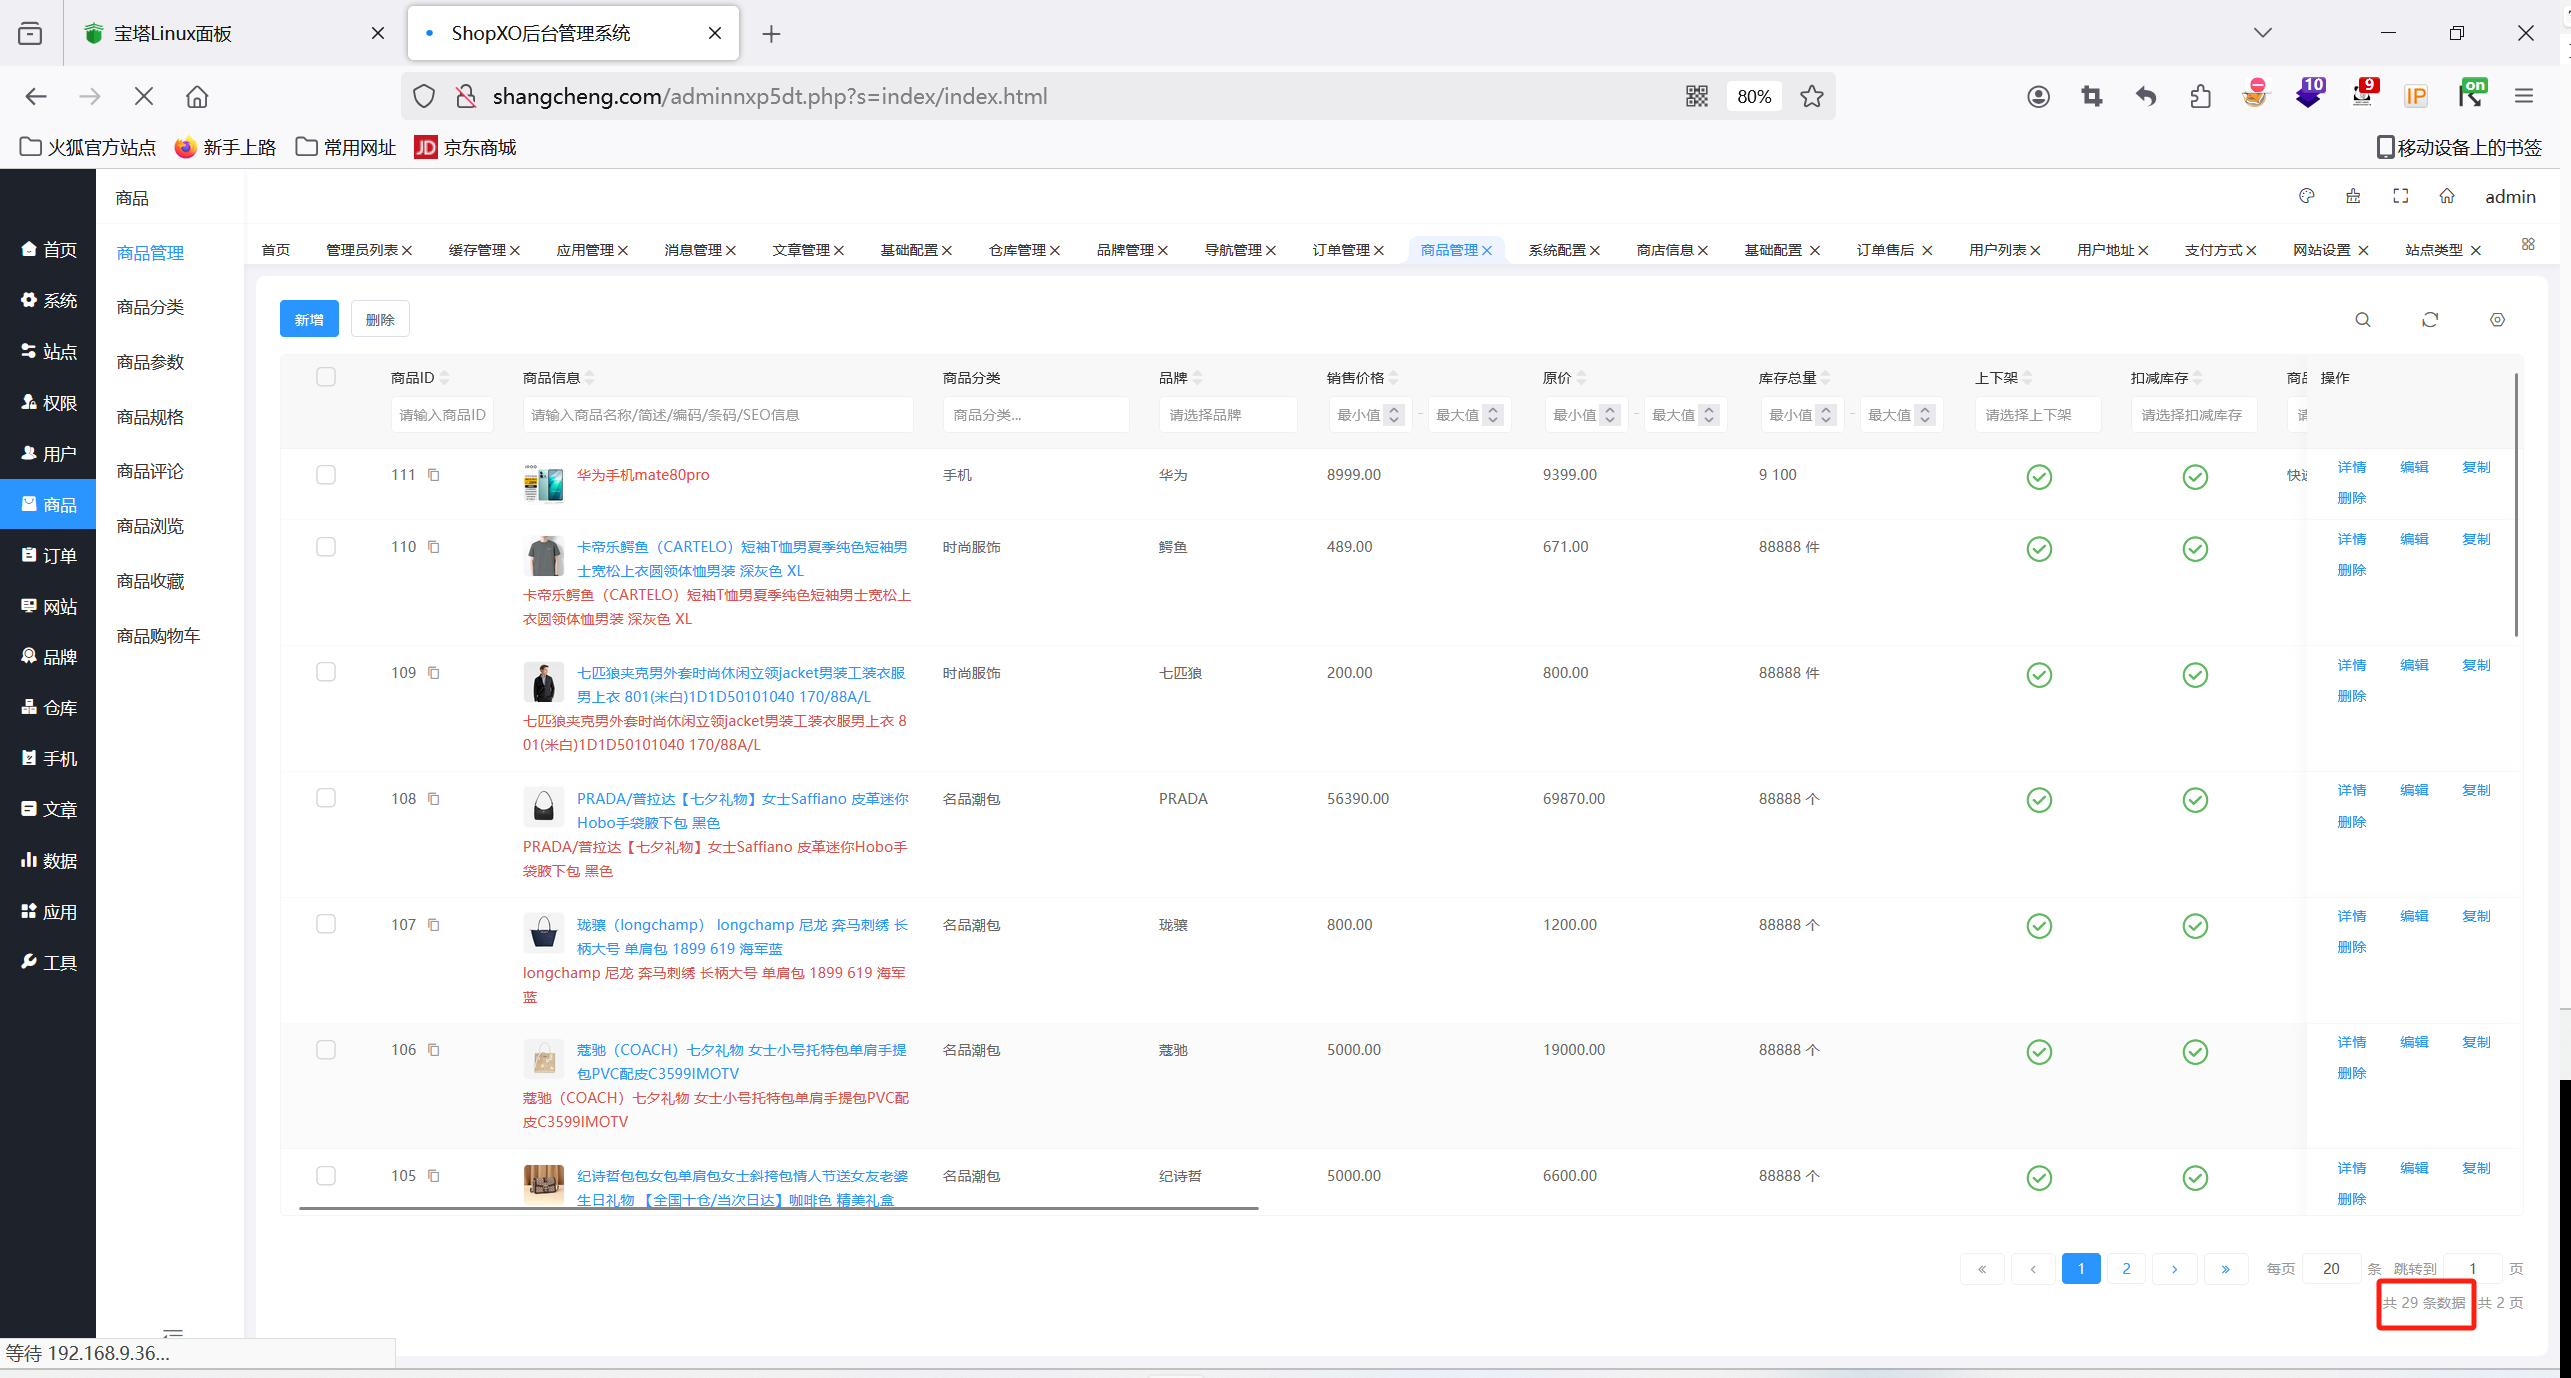 宝塔Linux面板
ShopXO后台管理系统
shangcheng.com/adminnxp5dt.php?s=index/index.html
80%
10
9
IP
on
火狐官方站点
新手上路
常用网址
JD 京东商城
移动设备上的书签
商品
admin
首页
系统
站点
权限
用户
商品
订单
网站
品牌
仓库
手机
文章
数据
应用
工具
商品管理
商品分类
商品参数
商品规格
商品评论
商品浏览
商品收藏
商品购物车
首页 管理员列表 缓存管理 应用管理 消息管理 文章管理 基础配置 仓库管理 品牌管理 导航管理 订单管理 商品管理 系统配置 商店信息 基础配置 订单售后 用户列表 用户地址 支付方式 网站设置 站点类型
新增 删除
商品ID 商品信息 商品分类 品牌 销售价格 原价 库存总量 上下架 扣减库存 商品 操作
请输入商品ID 请输入商品名称/简述/编码/条码/SEO信息 商品分类... 请选择品牌 最小值 - 最大值 最小值 - 最大值 最小值 - 最大值 请选择上下架 请选择扣减库存 请
111 华为手机mate80pro 手机 华为 8999.00 9399.00 9 100 快递 详情 编辑 复制
删除
110 卡帝乐鳄鱼（CARTELO）短袖T恤男夏季纯色短袖男 时尚服饰 鳄鱼 489.00 671.00 88888 件 详情 编辑 复制
士宽松上衣圆领体恤男装 深灰色 XL 删除
卡帝乐鳄鱼（CARTELO）短袖T恤男夏季纯色短袖男士宽松上
衣圆领体恤男装 深灰色 XL
109 七匹狼夹克男外套时尚休闲立领jacket男装工装衣服 时尚服饰 七匹狼 200.00 800.00 88888 件 详情 编辑 复制
男上衣 801(米白)1D1D50101040 170/88A/L 删除
七匹狼夹克男外套时尚休闲立领jacket男装工装衣服男上衣 8
01(米白)1D1D50101040 170/88A/L
108 PRADA/普拉达【七夕礼物】女士Saffiano 皮革迷你 名品潮包 PRADA 56390.00 69870.00 88888 个 详情 编辑 复制
Hobo手袋腋下包 黑色 删除
PRADA/普拉达【七夕礼物】女士Saffiano 皮革迷你Hobo手
袋腋下包 黑色
107 珑骧（longchamp） longchamp 尼龙 奔马刺绣 长 名品潮包 珑骧 800.00 1200.00 88888 个 详情 编辑 复制
柄大号 单肩包 1899 619 海军蓝 删除
longchamp 尼龙 奔马刺绣 长柄大号 单肩包 1899 619 海军
蓝
106 蔻驰（COACH）七夕礼物 女士小号托特包单肩手提 名品潮包 蔻驰 5000.00 19000.00 88888 个 详情 编辑 复制
包PVC配皮C3599IMOTV 删除
蔻驰（COACH）七夕礼物 女士小号托特包单肩手提包PVC配
皮C3599IMOTV
105 纪诗哲包包女包单肩包女士斜挎包情人节送女友老婆 名品潮包 纪诗哲 5000.00 6600.00 88888 个 详情 编辑 复制
生日礼物 【全国十仓/当次日达】咖啡色 精美礼盒 删除
« ‹ 1 2 › » 每页 20 条 跳转到 1 页
共 29 条数据 共 2 页
等待 192.168.9.36...